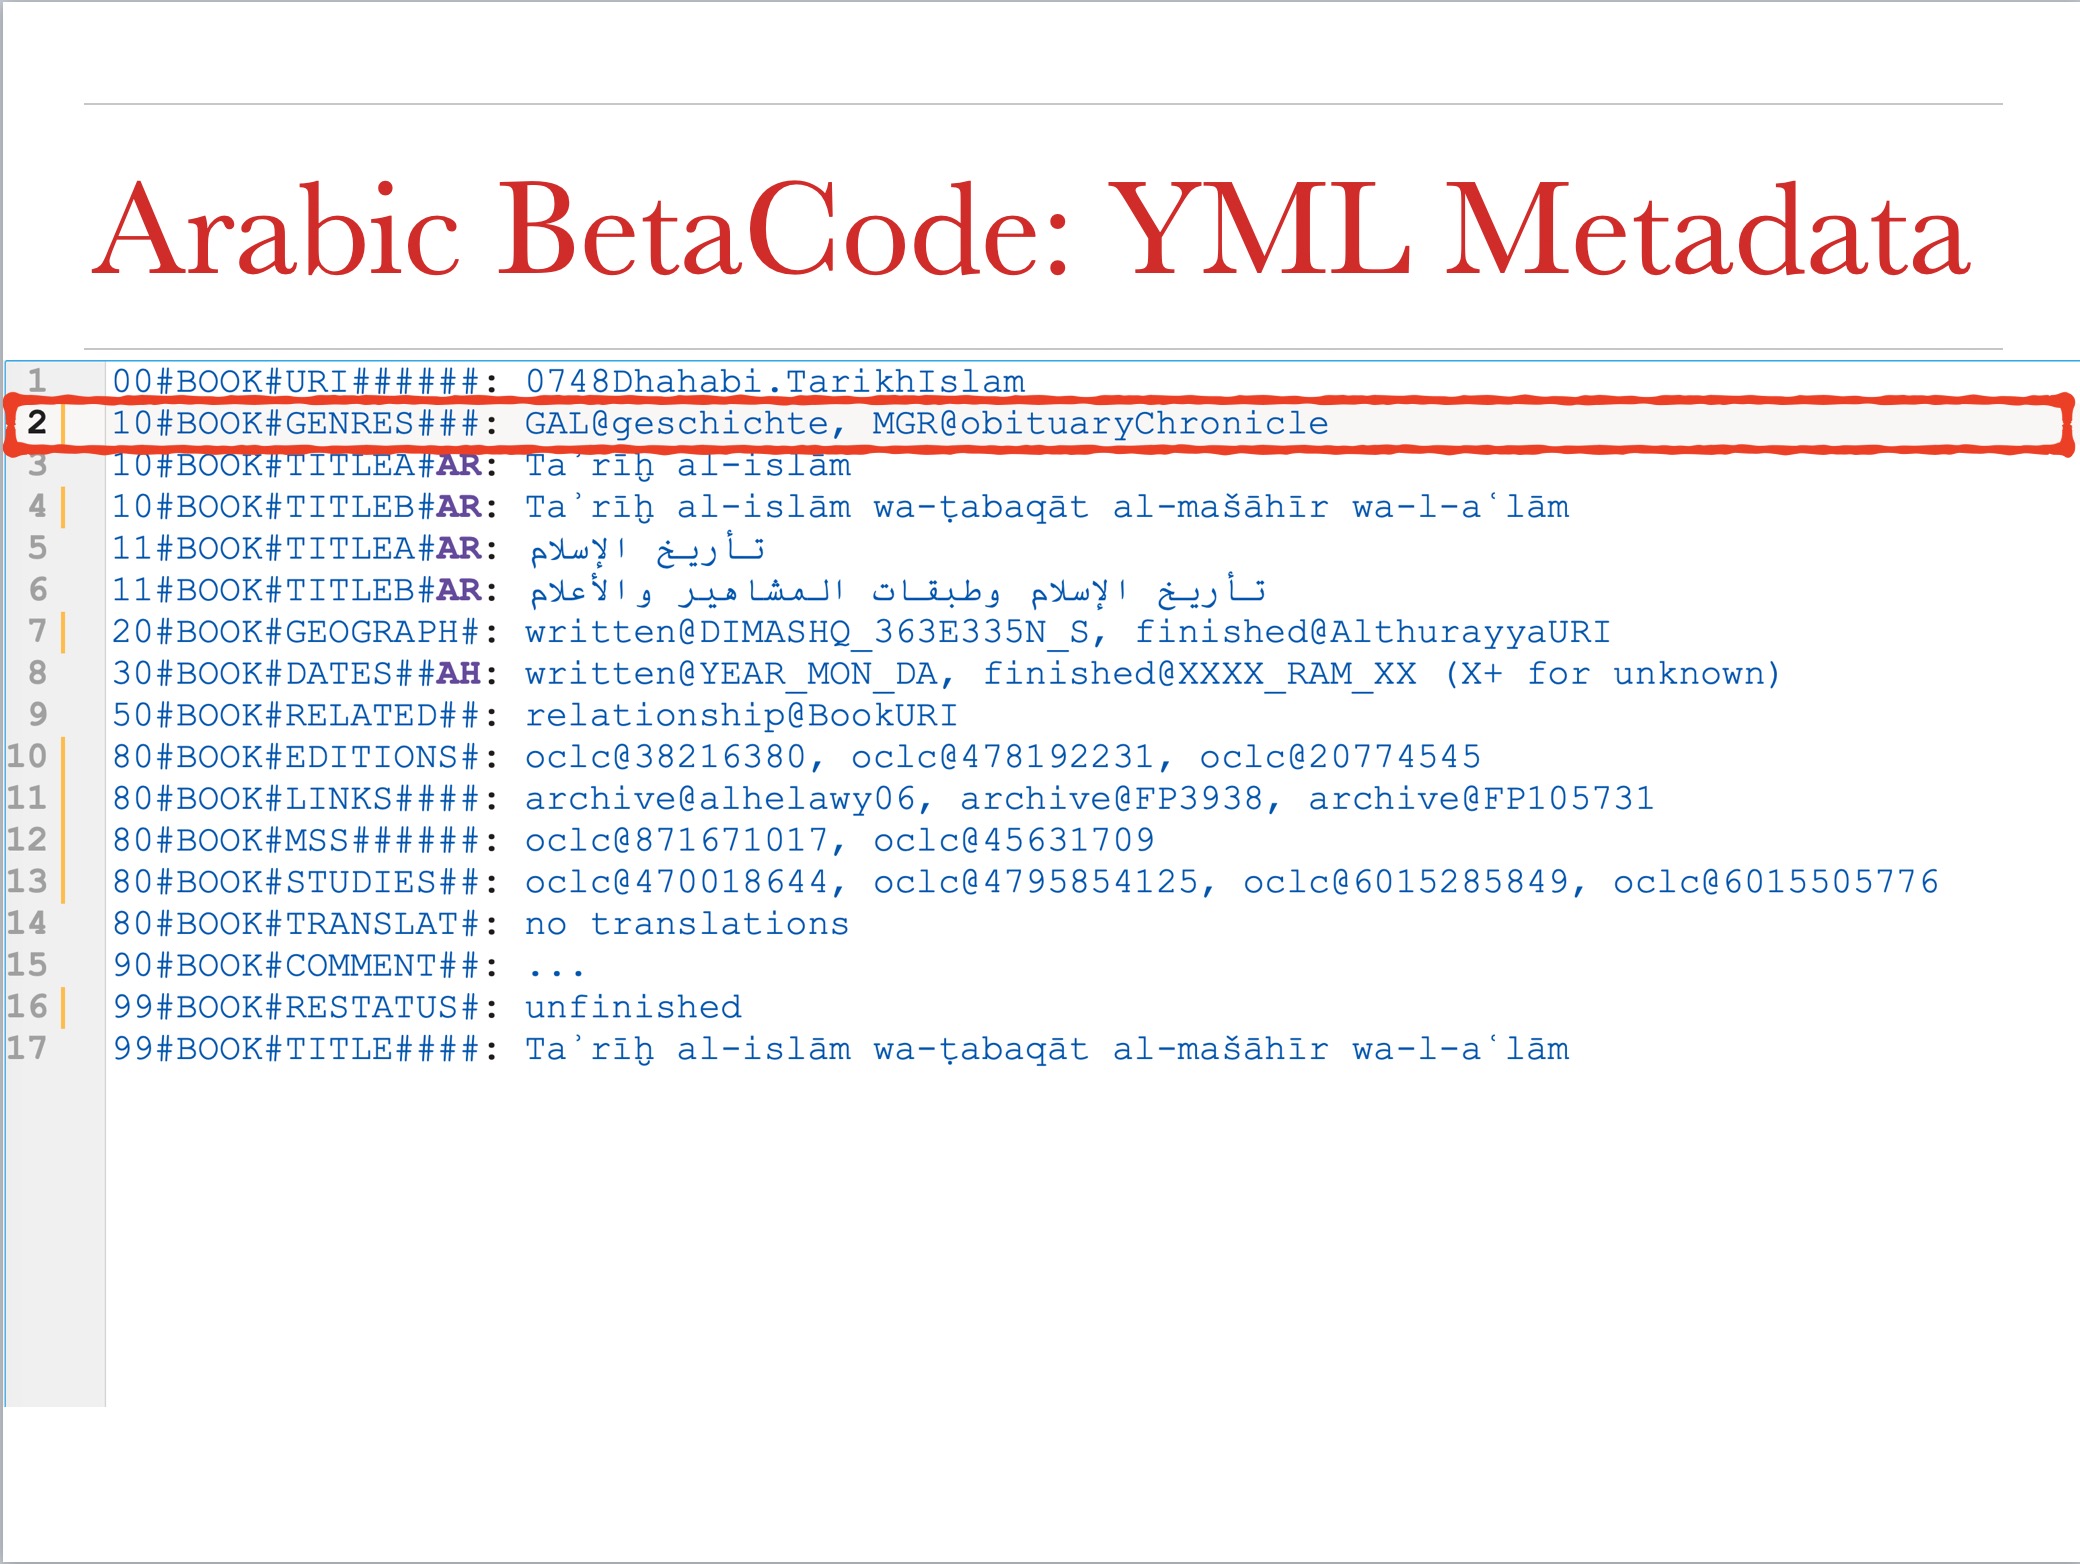 Arabic BetaCode: YML Metadata
1 00#BOOK#URI######: 0748Dhahabi.TarikhIslam
2 10#BOOK#GENRES###: GAL@geschichte, MGR@obituaryChronicle
3 10#BOOK#TITLEA#AR: Taʾrīḫ al-islām
4 10#BOOK#TITLEB#AR: Taʾrīḫ al-islām wa-ṭabaqāt al-mašāhīr wa-l-aʿlām
5 11#BOOK#TITLEA#AR: تأريخ الإسلام
6 11#BOOK#TITLEB#AR: تأريخ الإسلام وطبقات المشاهير والأعلام
7 20#BOOK#GEOGRAPH#: written@DIMASHQ_363E335N_S, finished@AlthurayyaURI
8 30#BOOK#DATES##AH: written@YEAR_MON_DA, finished@XXXX_RAM_XX (X+ for unknown)
9 50#BOOK#RELATED##: relationship@BookURI
10 80#BOOK#EDITIONS#: oclc@38216380, oclc@478192231, oclc@20774545
11 80#BOOK#LINKS####: archive@alhelawy06, archive@FP3938, archive@FP105731
12 80#BOOK#MSS######: oclc@871671017, oclc@45631709
13 80#BOOK#STUDIES##: oclc@470018644, oclc@4795854125, oclc@6015285849, oclc@6015505776
14 80#BOOK#TRANSLAT#: no translations
15 90#BOOK#COMMENT##: ...
16 99#BOOK#RESTATUS#: unfinished
17 99#BOOK#TITLE####: Taʾrīḫ al-islām wa-ṭabaqāt al-mašāhīr wa-l-aʿlām